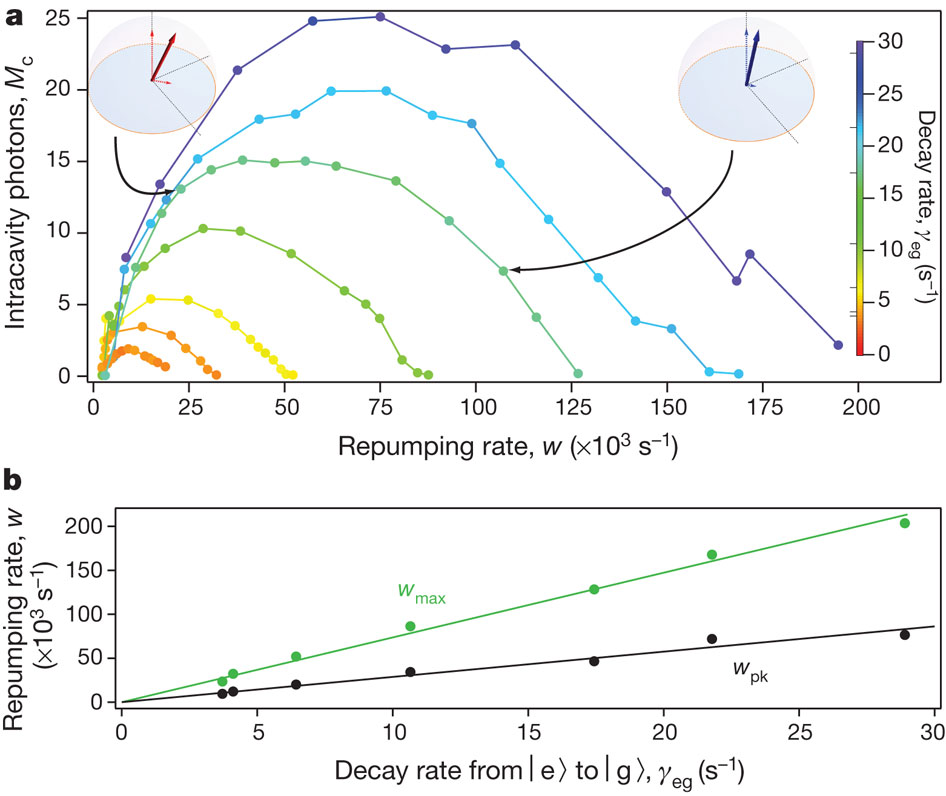 a
Intracavity photons, Mc
25
20
15
10
5
0
0 25 50 75 100 125 150 175 200
Repumping rate, w (×10³ s⁻¹)
30
25
20
15
10
5
0
Decay rate, γeg (s⁻¹)
b
Repumping rate, w
(×10³ s⁻¹)
200
150
100
50
0
wmax
wpk
0 5 10 15 20 25 30
Decay rate from |e⟩ to |g⟩, γeg (s⁻¹)